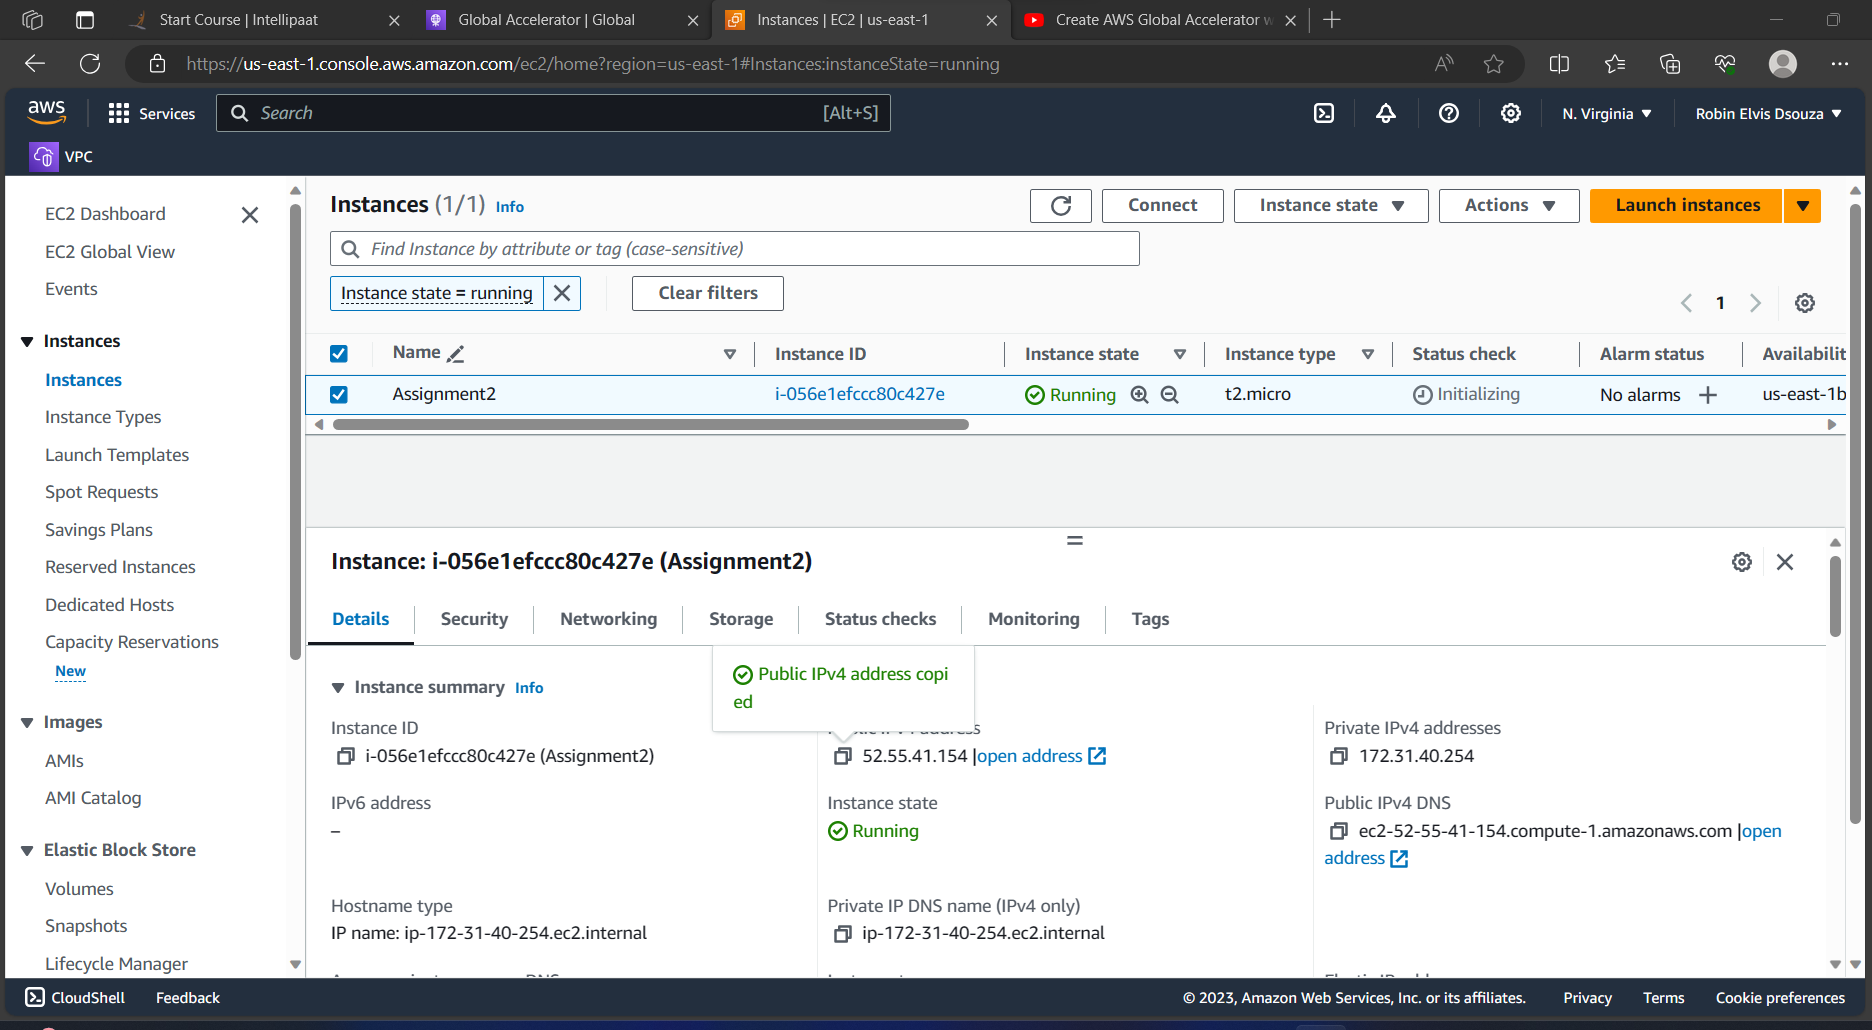 Start Course | Intellipaat
Global Accelerator | Global
Instances | EC2 | us-east-1
Create AWS Global Accelerator w
https://us-east-1.console.aws.amazon.com/ec2/home?region=us-east-1#Instances:instanceState=running
aws
Services
Search
[Alt+S]
N. Virginia
Robin Elvis Dsouza
VPC
EC2 Dashboard
EC2 Global View
Events
Instances
Instances
Instance Types
Launch Templates
Spot Requests
Savings Plans
Reserved Instances
Dedicated Hosts
Capacity Reservations
New
Images
AMIs
AMI Catalog
Elastic Block Store
Volumes
Snapshots
Lifecycle Manager
Instances (1/1) Info
Connect
Instance state
Actions
Launch instances
Find Instance by attribute or tag (case-sensitive)
Instance state = running
Clear filters
1
Name Instance ID Instance state Instance type Status check Alarm status Availabilit
Assignment2 i-056e1efccc80c427e Running t2.micro Initializing No alarms us-east-1b
Instance: i-056e1efccc80c427e (Assignment2)
Details Security Networking Storage Status checks Monitoring Tags
Public IPv4 address copi
ed
Instance summary Info
Instance ID
i-056e1efccc80c427e (Assignment2)
52.55.41.154 |open address
Private IPv4 addresses
172.31.40.254
IPv6 address
–
Instance state
Running
Public IPv4 DNS
ec2-52-55-41-154.compute-1.amazonaws.com |open
address
Hostname type
IP name: ip-172-31-40-254.ec2.internal
Private IP DNS name (IPv4 only)
ip-172-31-40-254.ec2.internal
CloudShell
Feedback
© 2023, Amazon Web Services, Inc. or its affiliates.
Privacy
Terms
Cookie preferences